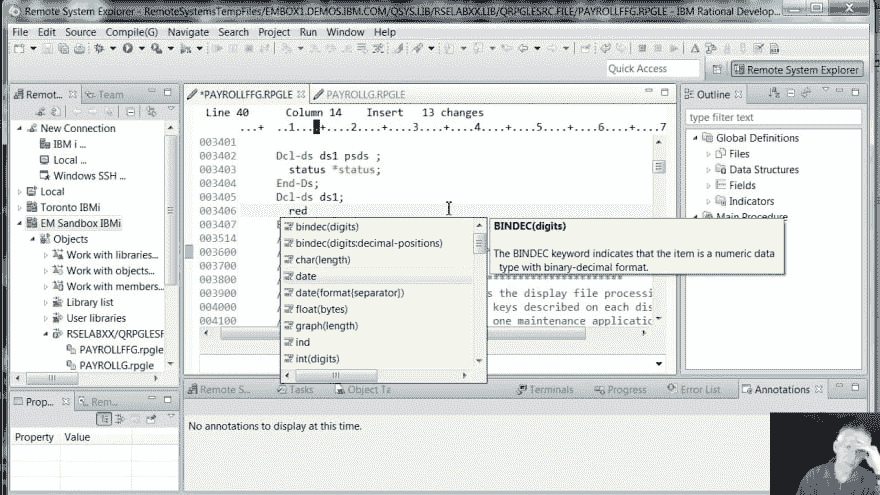 Remote System Explorer - RemoteSystemsTempFiles/EMBOX1.DEMOS.IBM.COM/QSYS.LIB/RSELABXX.LIB/QRPGLESRC.FILE/PAYROLLFFG.RPGLE - IBM Rational Develop...
File Edit Source Compile(G) Navigate Search Project Run Window Help
Quick Access
Remote System Explorer
Remot...
Team
New Connection
IBM i ...
Local ...
Windows SSH ...
Local
Toronto IBMi
EM Sandbox IBMi
Objects
Work with libraries...
Work with objects...
Work with members...
Library list
User libraries
RSELABXX/QRPGLES
PAYROLLFFG.rpgle
PAYROLLG.rpgle
*PAYROLLFFG.RPGLE
PAYROLLG.RPGLE
Line 40 Column 14 Insert 13 changes
...+ ..1....+....2....+....3....+....4....+....5....+....6....+....7
003401
003402 Dcl-ds ds1 psds ;
003403 status *status;
003404 End-Ds;
003405 Dcl-ds ds1;
003406 red
003407
003514
003600
003700
003800
003900 s the display file processi
004000 keys described on each dis
004100 one maintenance applicatio
bindec(digits)
bindec(digits:decimal-positions)
char(length)
date
date(format{separator})
float(bytes)
graph(length)
ind
int(digits)
BINDEC(digits)
The BINDEC keyword indicates that the item is a numeric data
type with binary-decimal format.
Outline
type filter text
Global Definitions
Files
Data Structures
Fields
Indicators
Main Procedure
Prop...
Rem...
Property Value
Remote S...
Tasks
Object Ta
Terminals
Progress
Error List
Annotations
No annotations to display at this time.